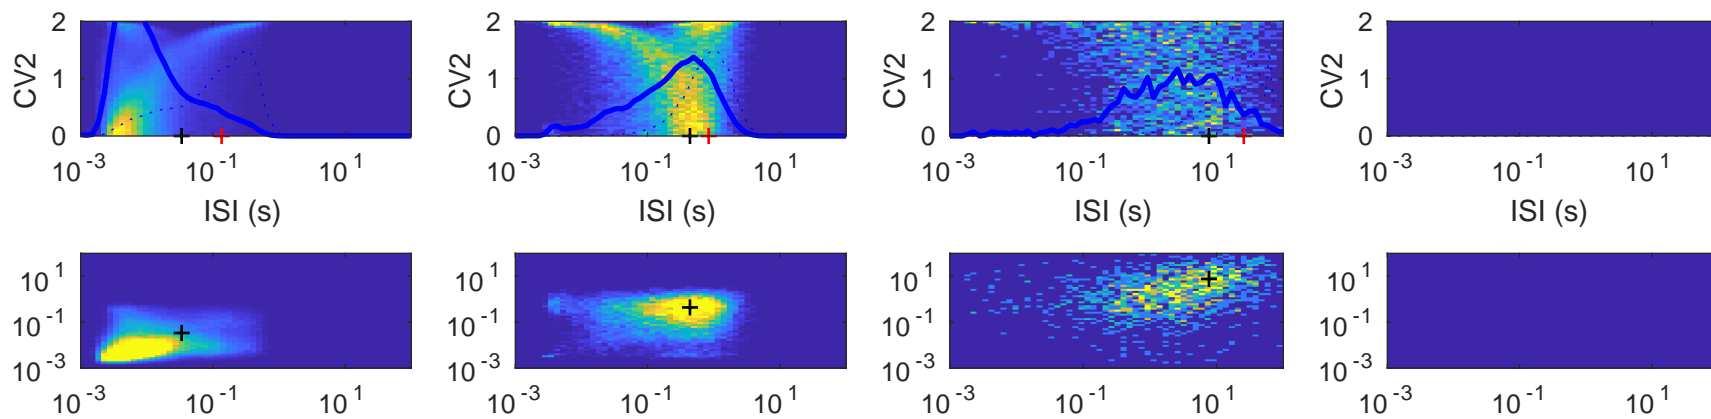 2 2 2 2
CV2 CV2 CV2 CV2
1 1 1 1
0 0 0 0
10^-3 10^-1 10^1 10^-3 10^-1 10^1 10^-3 10^-1 10^1 10^-3 10^-1 10^1
ISI (s) ISI (s) ISI (s) ISI (s)
10^1 10^1 10^1 10^1
10^-1 10^-1 10^-1 10^-1
10^-3 10^-3 10^-3 10^-3
10^-3 10^-1 10^1 10^-3 10^-1 10^1 10^-3 10^-1 10^1 10^-3 10^-1 10^1